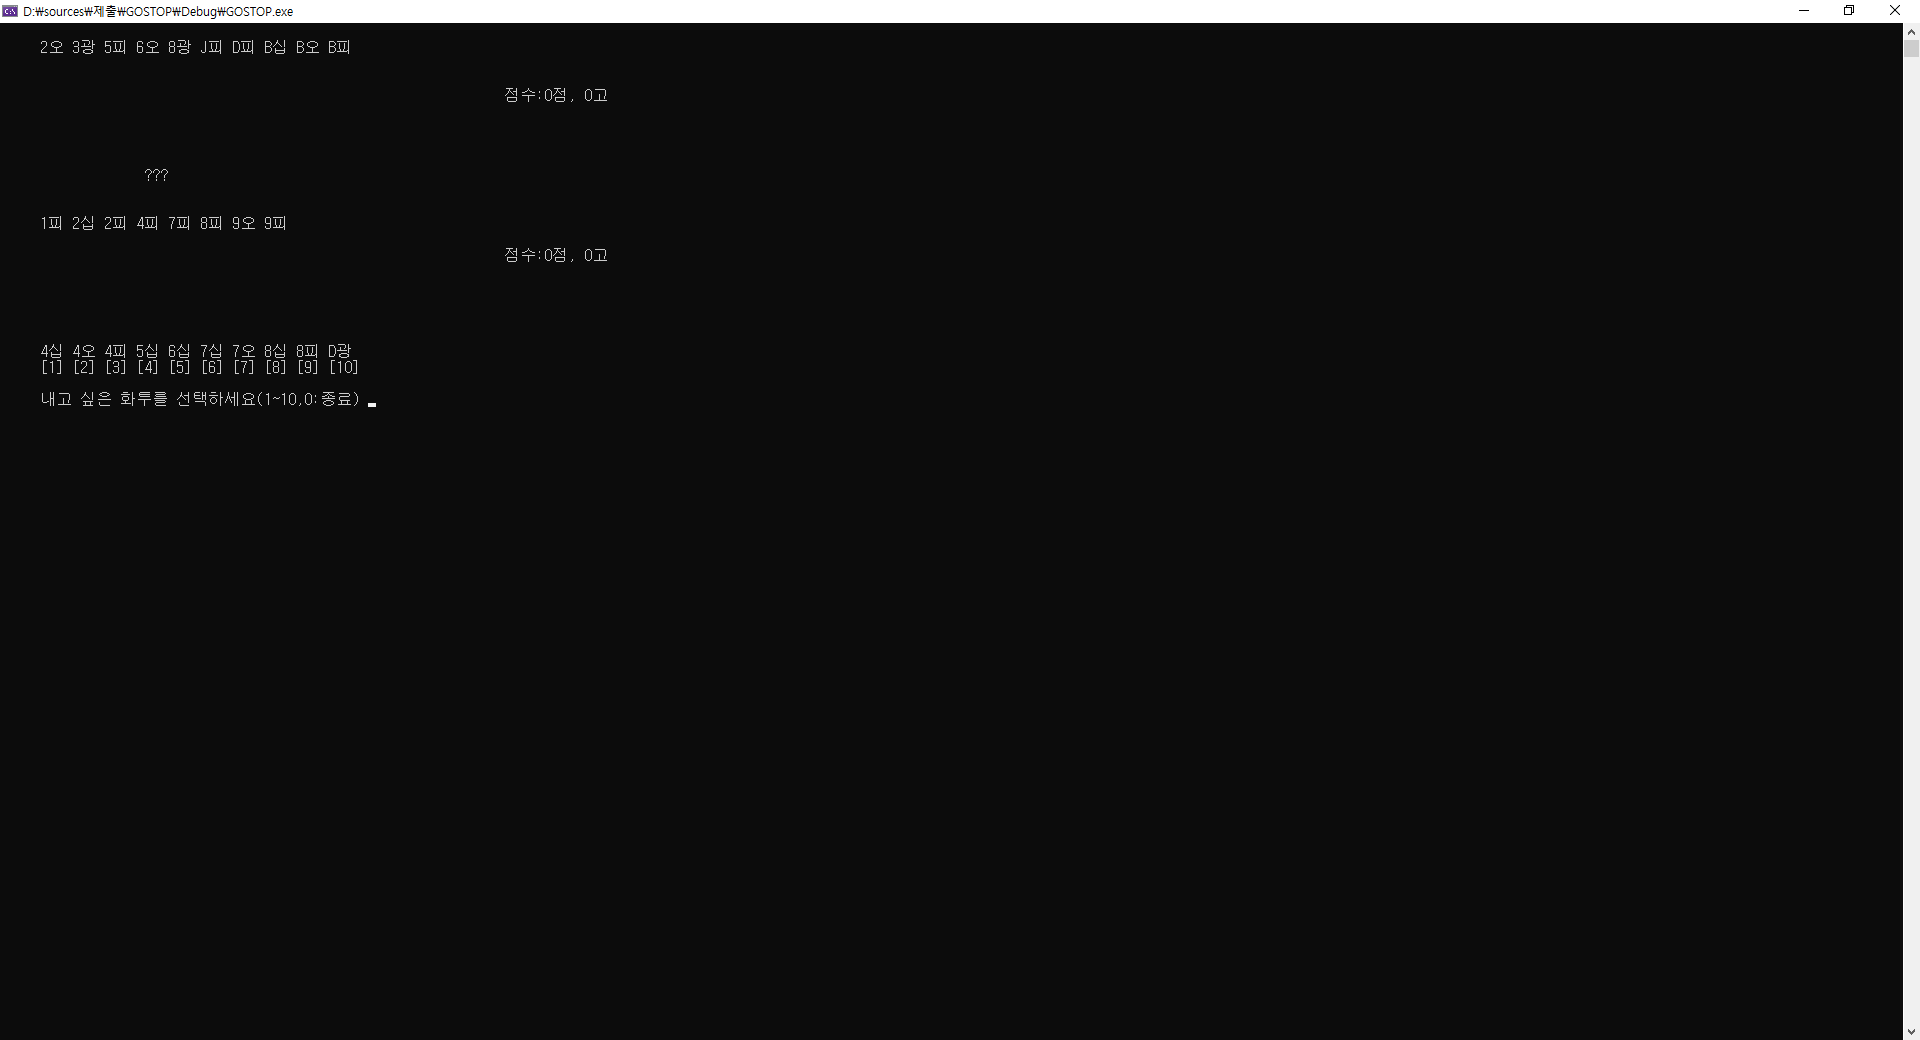 D:₩sources₩제출₩GOSTOP₩Debug₩GOSTOP.exe
2오 3광 5피 6오 8광 J피 D피 B십 B오 B피
점수:0점, 0고
???
1피 2십 2피 4피 7피 8피 9오 9피
점수:0점, 0고
4십 4오 4피 5십 6십 7십 7오 8십 8피 D광
[1] [2] [3] [4] [5] [6] [7] [8] [9] [10]
내고 싶은 화투를 선택하세요(1~10,0:종료)